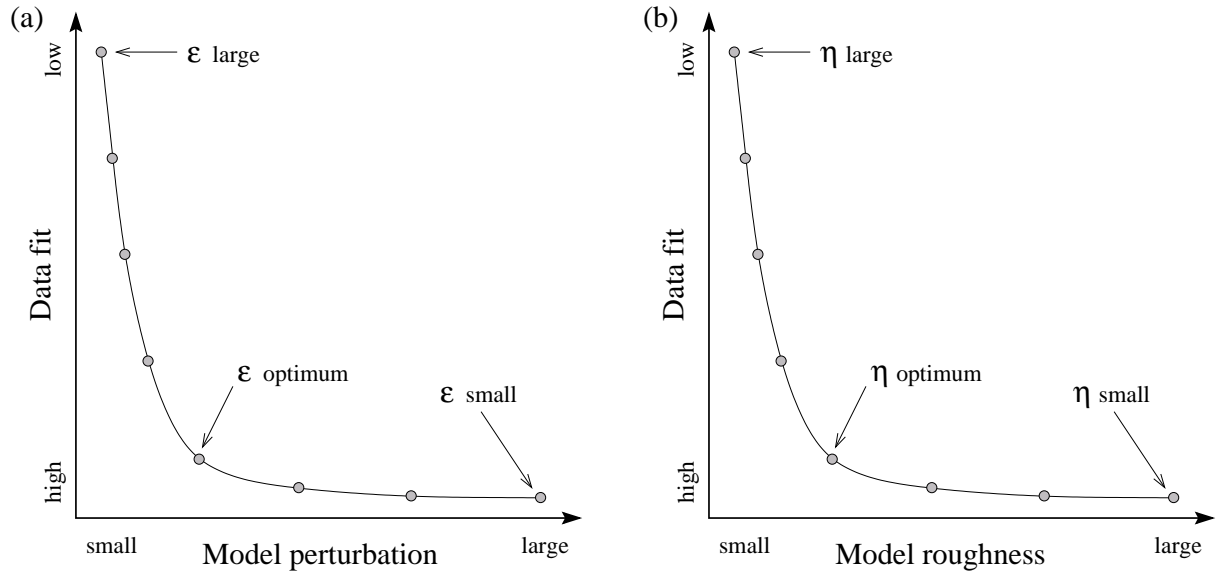 (a)
low
ε large
Data fit
ε optimum
ε small
high
small
Model perturbation
large
(b)
low
η large
Data fit
η optimum
η small
high
small
Model roughness
large